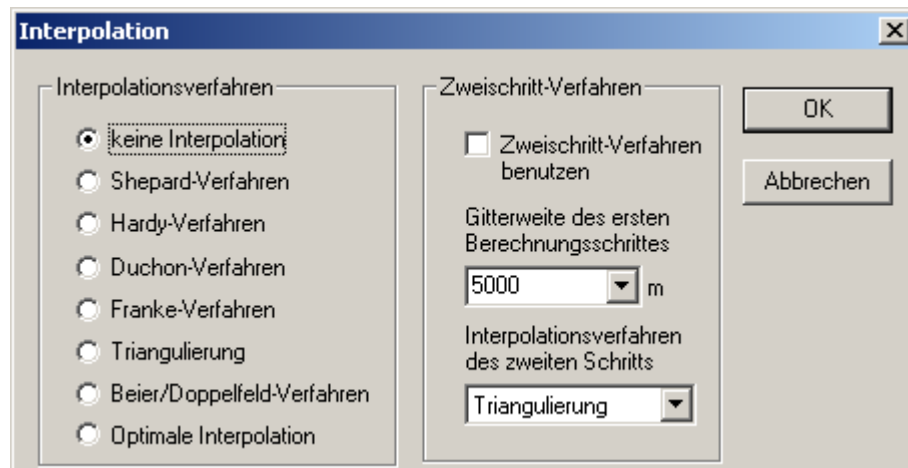 Interpolation
Interpolationsverfahren
keine Interpolation
Shepard-Verfahren
Hardy-Verfahren
Duchon-Verfahren
Franke-Verfahren
Triangulierung
Beier/Doppelfeld-Verfahren
Optimale Interpolation
Zweischritt-Verfahren
Zweischritt-Verfahren
benutzen
Gitterweite des ersten
Berechnungsschrittes
5000 m
Interpolationsverfahren
des zweiten Schritts
Triangulierung
OK
Abbrechen